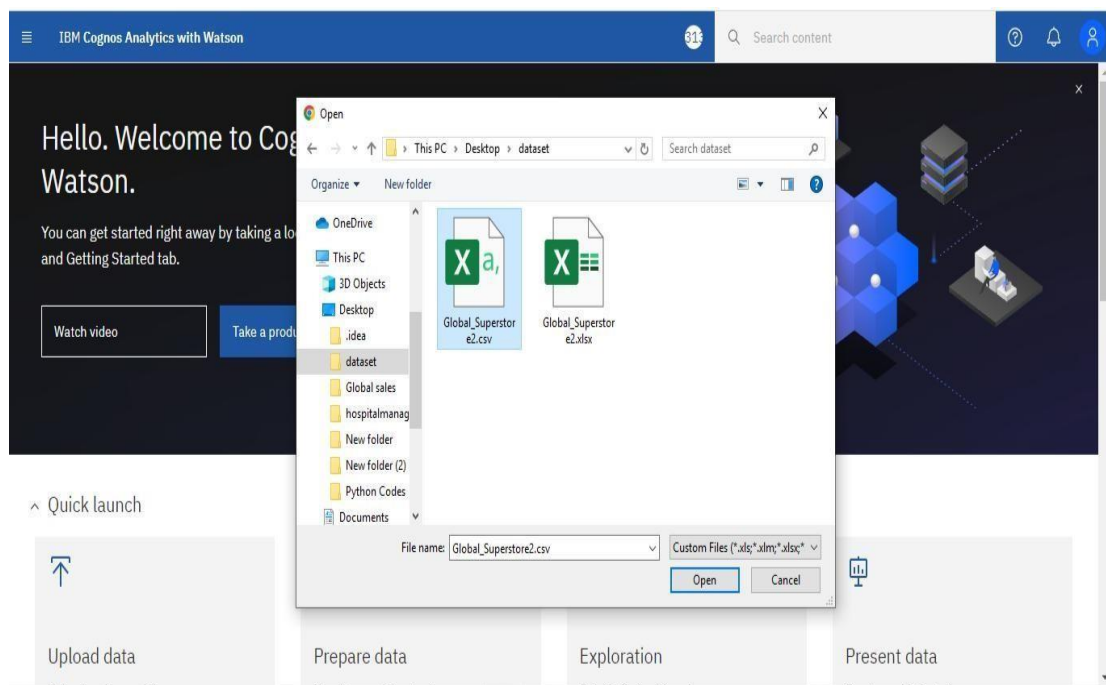 IBM Cognos Analytics with Watson
Search content
Hello. Welcome to Cog
Watson.
You can get started right away by taking a lo
and Getting Started tab.
Watch video
Take a produ
Open
This PC > Desktop > dataset
Search dataset
Organize
New folder
OneDrive
This PC
3D Objects
Desktop
.idea
dataset
Global sales
hospitalmanag
New folder
New folder (2)
Python Codes
Documents
X a,
Global_Superstor
e2.csv
X
Global_Superstor
e2.xlsx
File name: Global_Superstore2.csv
Custom Files (*.xls;*.xlm;*.xlsx;*
Open
Cancel
Quick launch
Upload data
Prepare data
Exploration
Present data